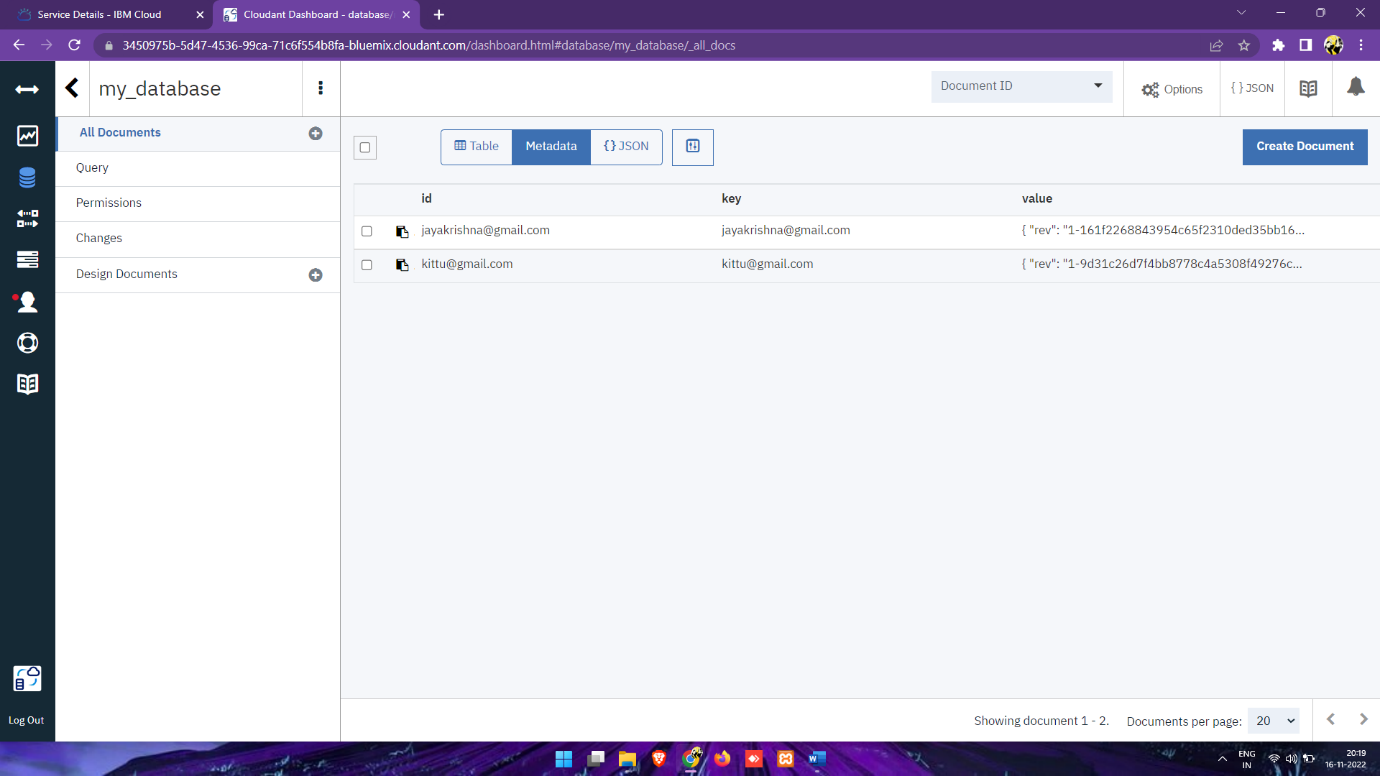 Service Details - IBM Cloud
Cloudant Dashboard - database/
3450975b-5d47-4536-99ca-71c6f554b8fa-bluemix.cloudant.com/dashboard.html#database/my_database/_all_docs
my_database
Document ID
Options
{ } JSON
All Documents
Query
Permissions
Changes
Design Documents
Table
Metadata
{ } JSON
Create Document
id key value
jayakrishna@gmail.com jayakrishna@gmail.com { "rev": "1-161f2268843954c65f2310ded35bb16...
kittu@gmail.com kittu@gmail.com { "rev": "1-9d31c26d7f4bb8778c4a5308f49276c...
Showing document 1 - 2. Documents per page: 20
Log Out
ENG
IN
20:19
16-11-2022